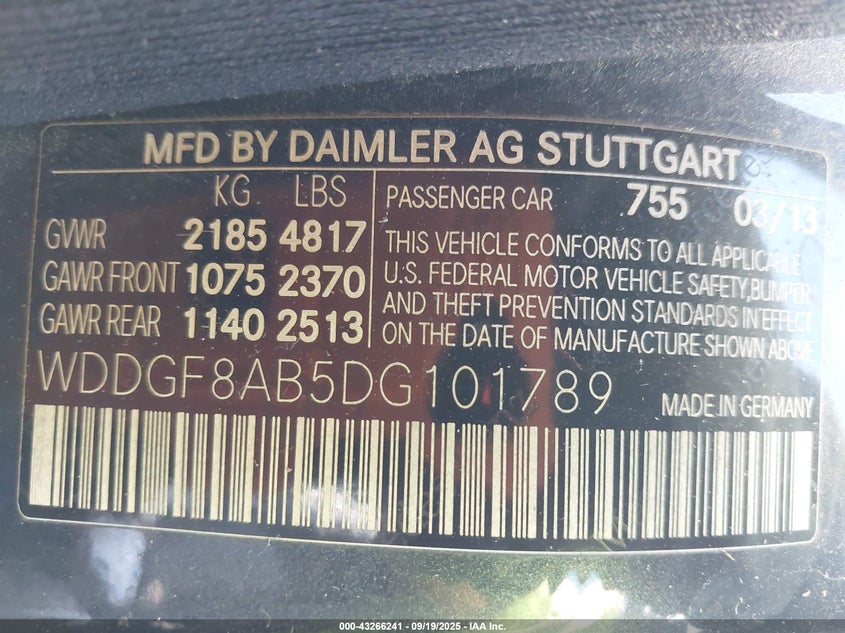 MFD BY DAIMLER AG STUTTGART
KG LBS
GVWR 2185 4817
GAWR FRONT 1075 2370
GAWR REAR 1140 2513
PASSENGER CAR 755 03/13
THIS VEHICLE CONFORMS TO ALL APPLICABLE
U.S. FEDERAL MOTOR VEHICLE SAFETY,BUMPER
AND THEFT PREVENTION STANDARDS IN EFFECT
ON THE DATE OF MANUFACTURE SHOWN ABOVE
WDDGF8AB5DG101789
MADE IN GERMANY
000-43266241 - 09/19/2025 - IAA Inc.